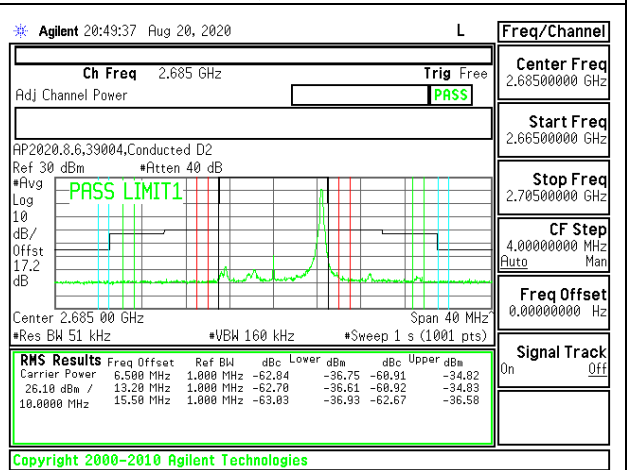 Agilent 20:49:37 Aug 20, 2020 L Freq/Channel
Ch Freq 2.685 GHz Trig Free
Adj Channel Power PASS
AP2020.8.6,39004,Conducted D2
Ref 30 dBm #Atten 40 dB
#Avg
Log
10
dB/
Offst
17.2
dB
PASS LIMIT1
Center 2.685 00 GHz Span 40 MHz^
#Res BW 51 kHz #VBW 160 kHz #Sweep 1 s (1001 pts)
RMS Results Freq Offset Ref BW dBc Lower dBm dBc Upper dBm
Carrier Power 6.500 MHz 1.000 MHz -62.84 -36.75 -60.91 -34.82
26.10 dBm / 13.20 MHz 1.000 MHz -62.70 -36.61 -60.92 -34.83
10.0000 MHz 15.50 MHz 1.000 MHz -63.03 -36.93 -62.67 -36.58
Copyright 2000-2010 Agilent Technologies
Center Freq
2.68500000 GHz
Start Freq
2.66500000 GHz
Stop Freq
2.70500000 GHz
CF Step
4.00000000 MHz
Auto Man
Freq Offset
0.00000000 Hz
Signal Track
On Off